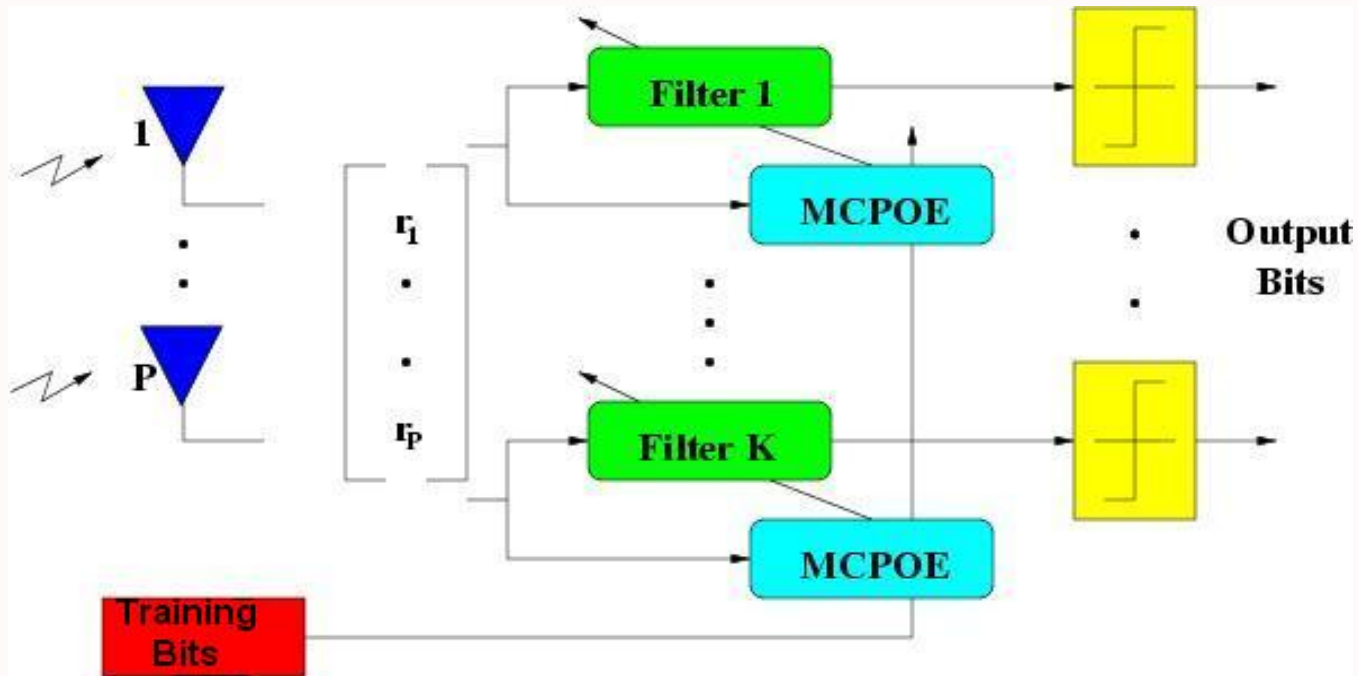 Filter 1
1
MCPOE
r1
Output
Bits
P
Filter K
rP
MCPOE
Training
Bits